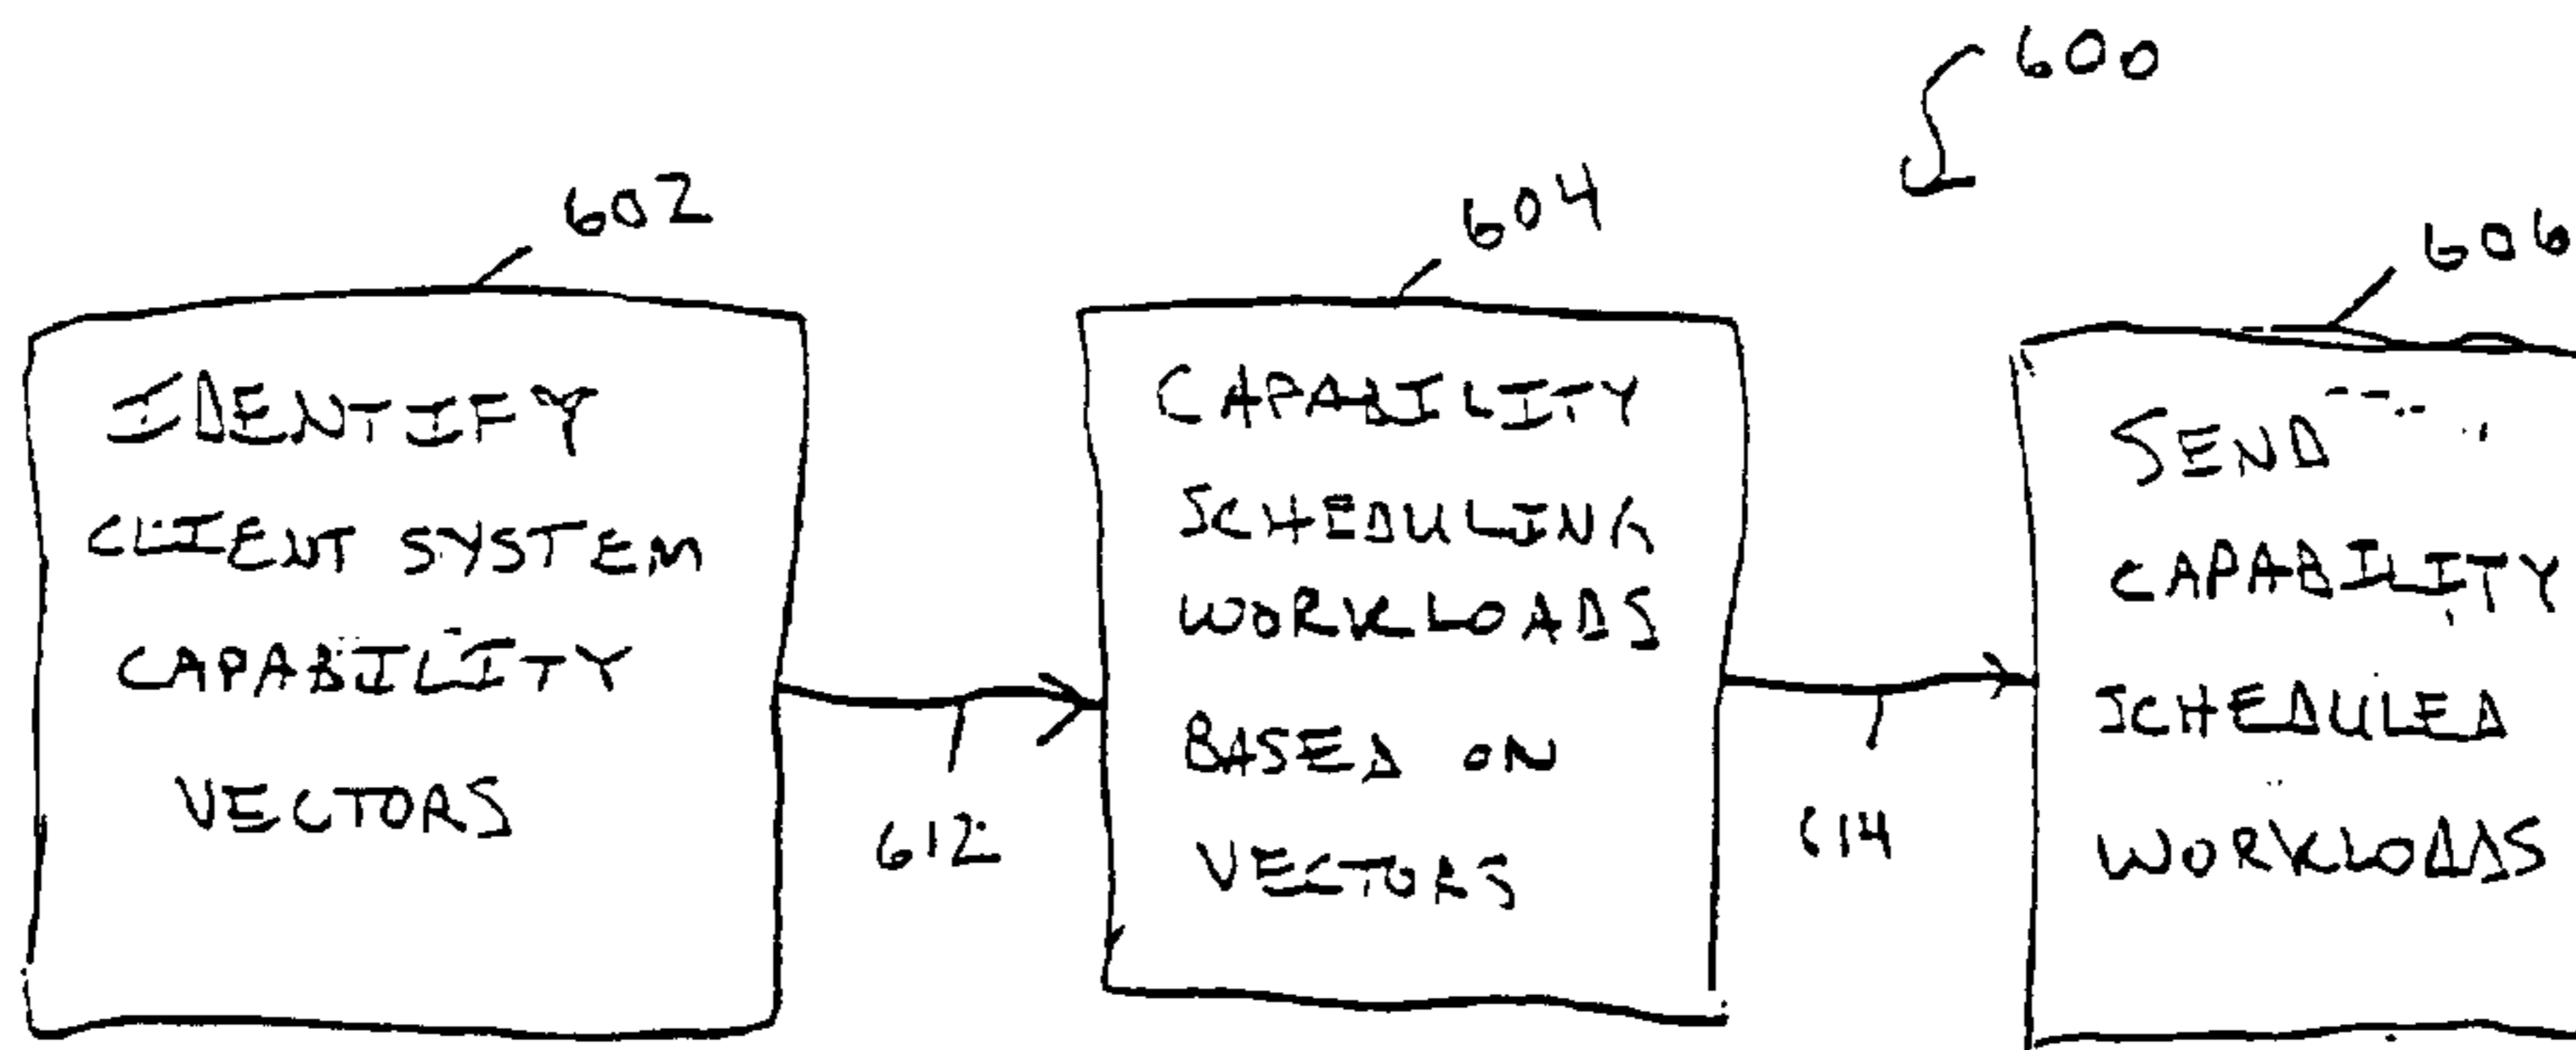 600
602
604
606
IDENTIFY
CLIENT SYSTEM
CAPABILITY
VECTORS
612
CAPABILITY
SCHEDULING
WORKLOADS
BASED ON
VECTORS
614
SEND
CAPABILITY
SCHEDULED
WORKLOADS